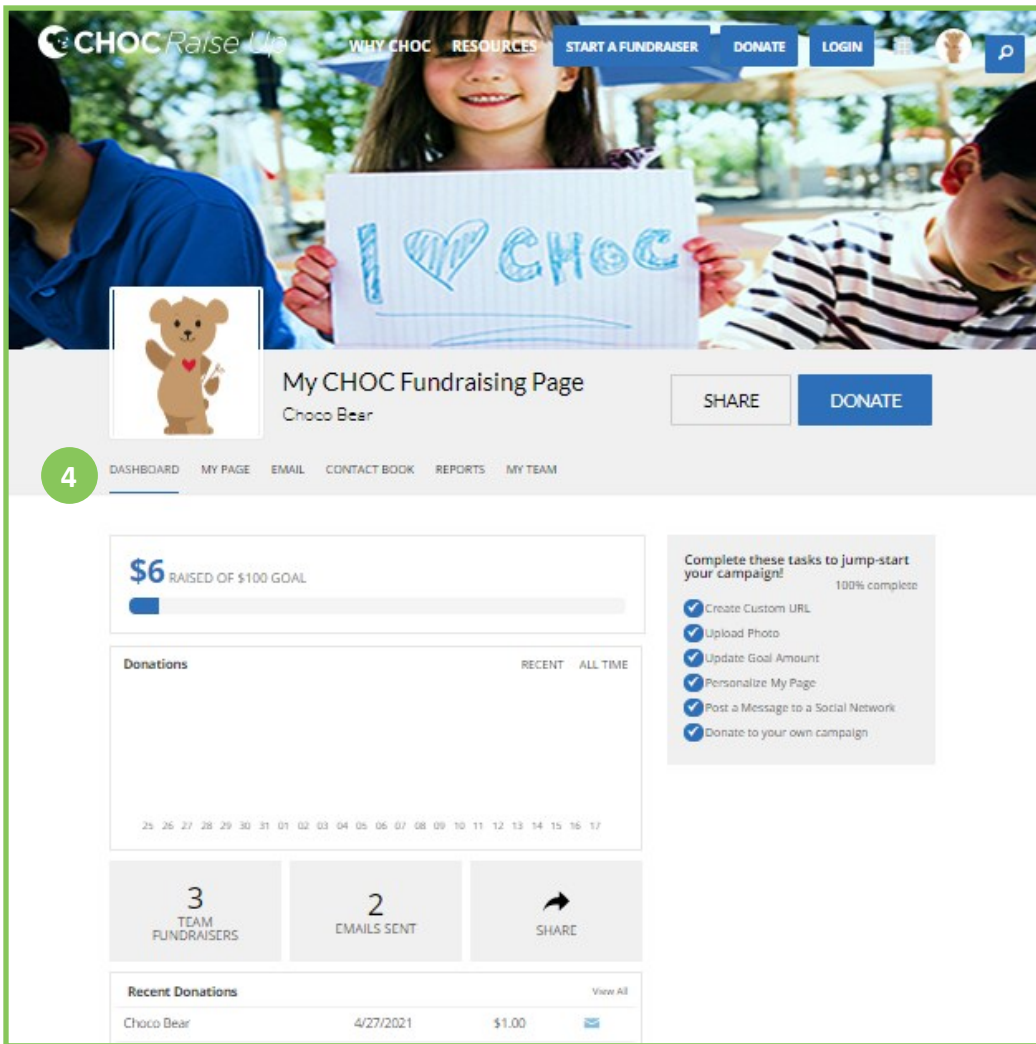 CHOC Raise Up WHY CHOC RESOURCES START A FUNDRAISER DONATE LOGIN
I CHOC
My CHOC Fundraising Page
Choco Bear
SHARE DONATE
4
DASHBOARD MY PAGE EMAIL CONTACT BOOK REPORTS MY TEAM
$6 RAISED OF $100 GOAL
Donations RECENT ALL TIME
25 26 27 28 29 30 31 01 02 03 04 05 06 07 08 09 10 11 12 13 14 15 16 17
3
TEAM
FUNDRAISERS
2
EMAILS SENT
SHARE
Recent Donations View All
Choco Bear 4/27/2021 $1.00
Complete these tasks to jump-start
your campaign!
100% complete
Create Custom URL
Upload Photo
Update Goal Amount
Personalize My Page
Post a Message to a Social Network
Donate to your own campaign